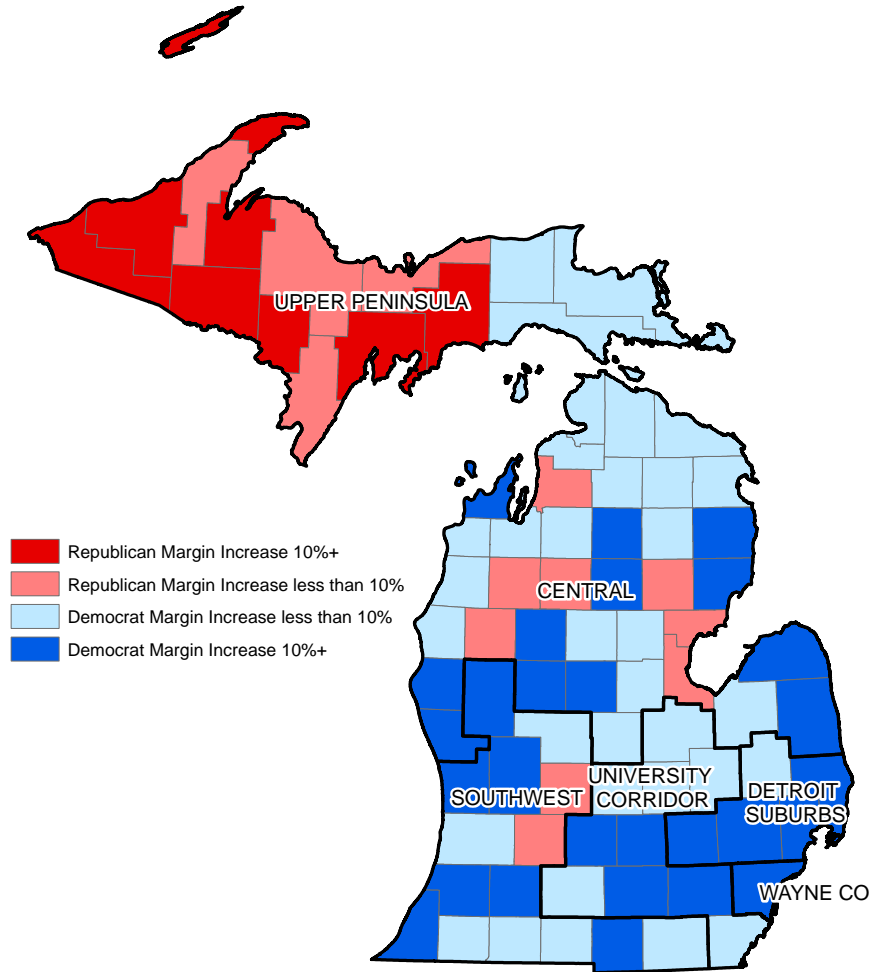 UPPER PENINSULA
Republican Margin Increase 10%+
Republican Margin Increase less than 10%
Democrat Margin Increase less than 10%
Democrat Margin Increase 10%+
CENTRAL
SOUTHWEST
UNIVERSITY
CORRIDOR
DETROIT
SUBURBS
WAYNE CO